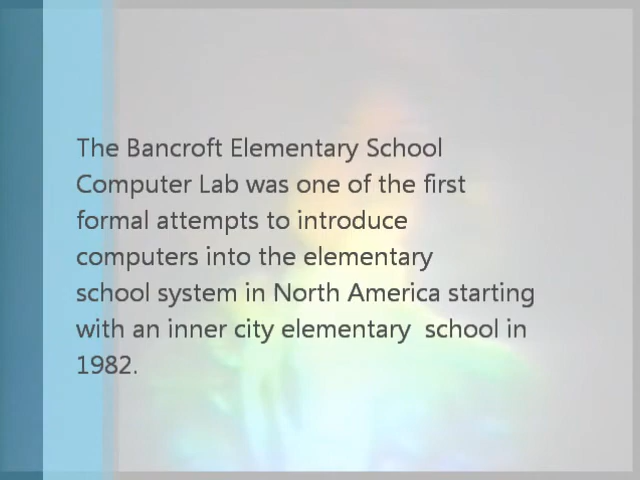 The Bancroft Elementary School
Computer Lab was one of the first
formal attempts to introduce
computers into the elementary
school system in North America starting
with an inner city elementary  school in
1982.